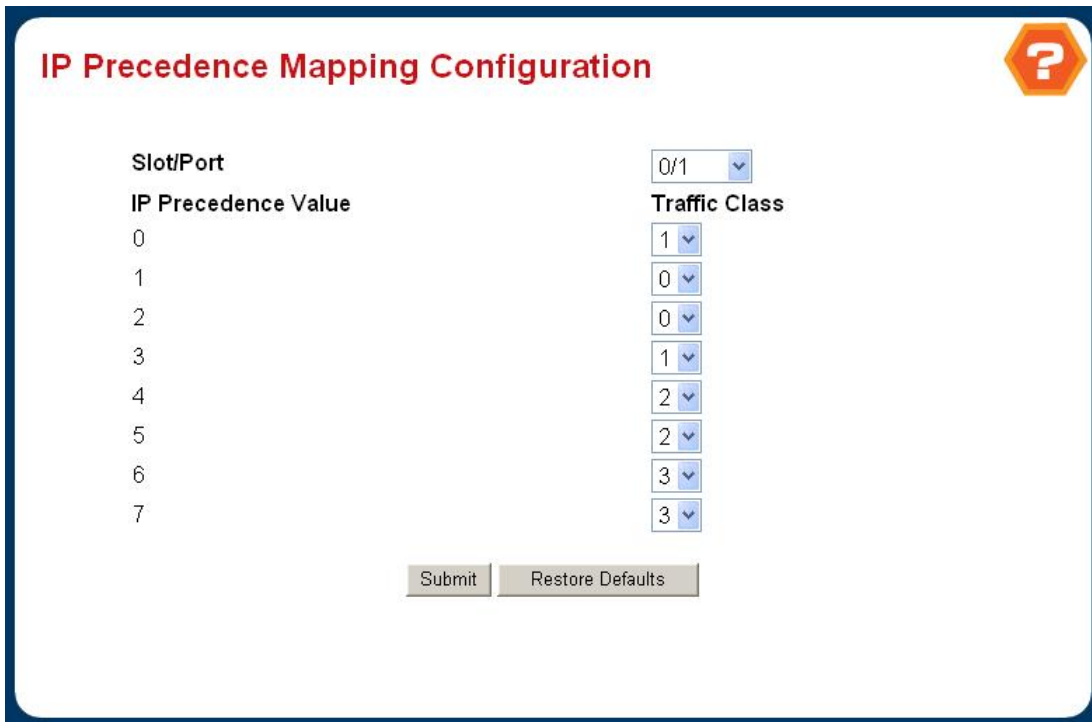 IP Precedence Mapping Configuration
?
Slot/Port 0/1
IP Precedence Value Traffic Class
0 1
1 0
2 0
3 1
4 2
5 2
6 3
7 3
Submit Restore Defaults